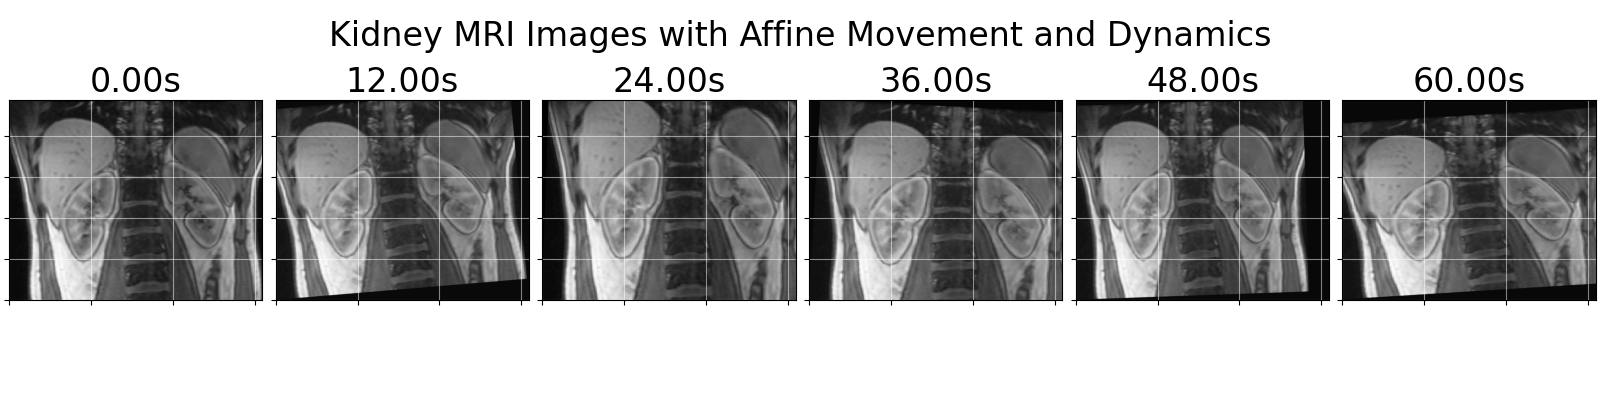 Kidney MRI Images with Affine Movement and Dynamics
0.00s 12.00s 24.00s 36.00s 48.00s 60.00s